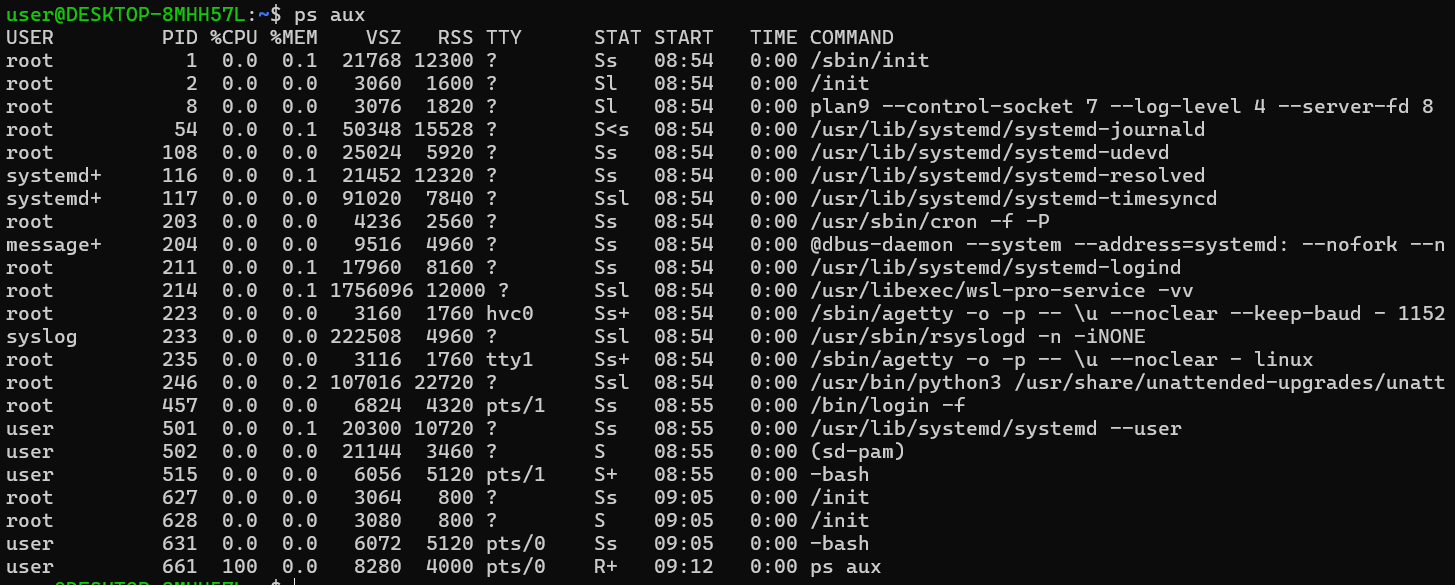 user@DESKTOP-8MHH57L:~$ ps aux
USER         PID %CPU %MEM    VSZ   RSS TTY      STAT START   TIME COMMAND
root           1  0.0  0.1  21768 12300 ?        Ss   08:54   0:00 /sbin/init
root           2  0.0  0.0   3060  1600 ?        Sl   08:54   0:00 /init
root           8  0.0  0.0   3076  1820 ?        Sl   08:54   0:00 plan9 --control-socket 7 --log-level 4 --server-fd 8
root          54  0.0  0.1  50348 15528 ?        S<s  08:54   0:00 /usr/lib/systemd/systemd-journald
root         108  0.0  0.0  25024  5920 ?        Ss   08:54   0:00 /usr/lib/systemd/systemd-udevd
systemd+     116  0.0  0.1  21452 12320 ?        Ss   08:54   0:00 /usr/lib/systemd/systemd-resolved
systemd+     117  0.0  0.0  91020  7840 ?        Ssl  08:54   0:00 /usr/lib/systemd/systemd-timesyncd
root         203  0.0  0.0   4236  2560 ?        Ss   08:54   0:00 /usr/sbin/cron -f -P
message+     204  0.0  0.0   9516  4960 ?        Ss   08:54   0:00 @dbus-daemon --system --address=systemd: --nofork --n
root         211  0.0  0.1  17960  8160 ?        Ss   08:54   0:00 /usr/lib/systemd/systemd-logind
root         214  0.0  0.1 1756096 12000 ?       Ssl  08:54   0:00 /usr/libexec/wsl-pro-service -vv
root         223  0.0  0.0   3160  1760 hvc0     Ss+  08:54   0:00 /sbin/agetty -o -p -- \u --noclear --keep-baud - 1152
syslog       233  0.0  0.0 222508  4960 ?        Ssl  08:54   0:00 /usr/sbin/rsyslogd -n -iNONE
root         235  0.0  0.0   3116  1760 tty1     Ss+  08:54   0:00 /sbin/agetty -o -p -- \u --noclear - linux
root         246  0.0  0.2 107016 22720 ?        Ssl  08:54   0:00 /usr/bin/python3 /usr/share/unattended-upgrades/unatt
root         457  0.0  0.0   6824  4320 pts/1    Ss   08:55   0:00 /bin/login -f
user         501  0.0  0.1  20300 10720 ?        Ss   08:55   0:00 /usr/lib/systemd/systemd --user
user         502  0.0  0.0  21144  3460 ?        S    08:55   0:00 (sd-pam)
user         515  0.0  0.0   6056  5120 pts/1    S+   08:55   0:00 -bash
root         627  0.0  0.0   3064   800 ?        Ss   09:05   0:00 /init
root         628  0.0  0.0   3080   800 ?        S    09:05   0:00 /init
user         631  0.0  0.0   6072  5120 pts/0    Ss   09:05   0:00 -bash
user         661  100  0.0   8280  4000 pts/0    R+   09:12   0:00 ps aux